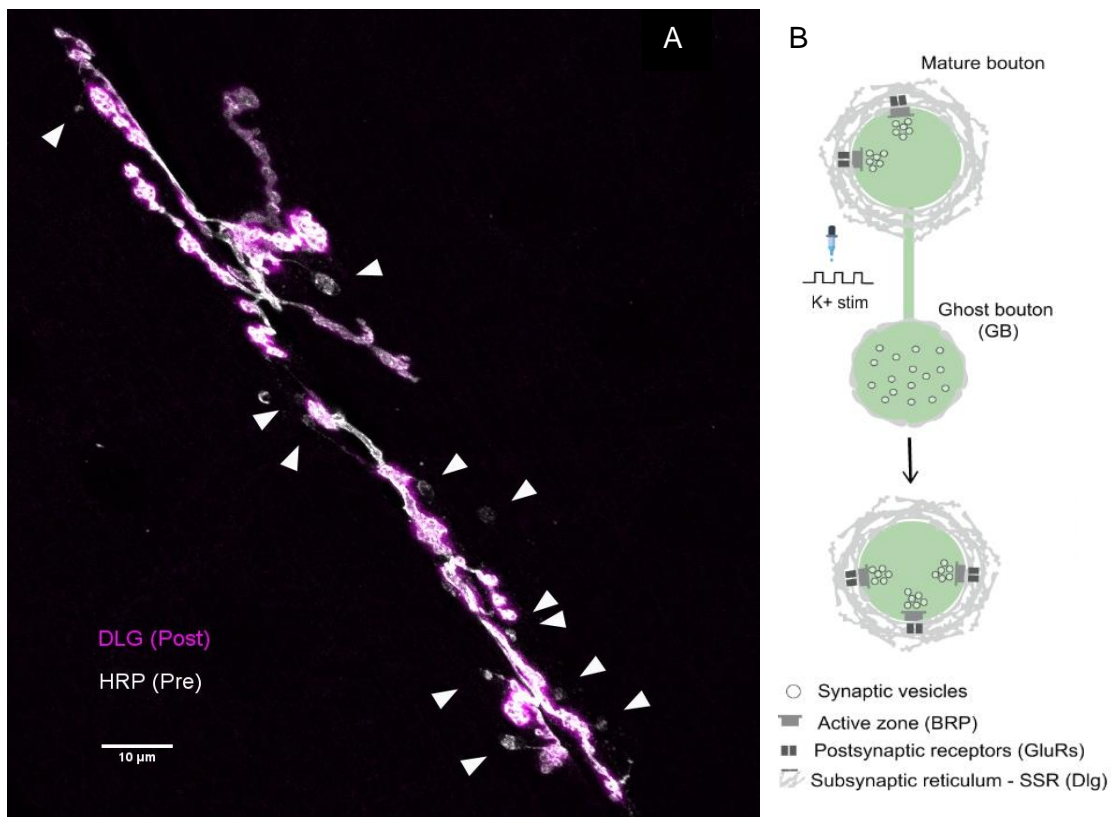 A
DLG (Post)
HRP (Pre)
10 µm
B
Mature bouton
K+ stim
Ghost bouton
(GB)
Synaptic vesicles
Active zone (BRP)
Postsynaptic receptors (GluRs)
Subsynaptic reticulum - SSR (Dlg)